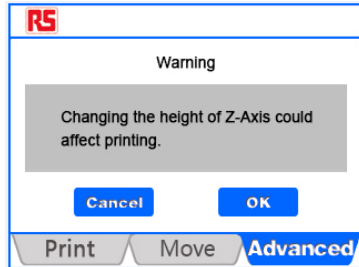 RS
Warning
Changing the height of Z-Axis could
affect printing.
Cancel OK
Print Move Advanced